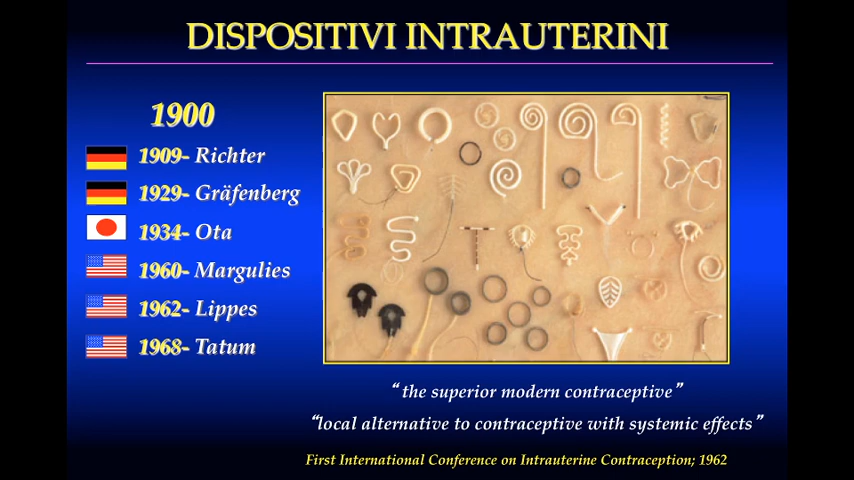 DISPOSITIVI INTRAUTERINI
1900
1909- Richter
1929- Gräfenberg
1934- Ota
1960- Margulies
1962- Lippes
1968- Tatum
“the superior modern contraceptive”
“local alternative to contraceptive with systemic effects”
First International Conference on Intrauterine Contraception; 1962